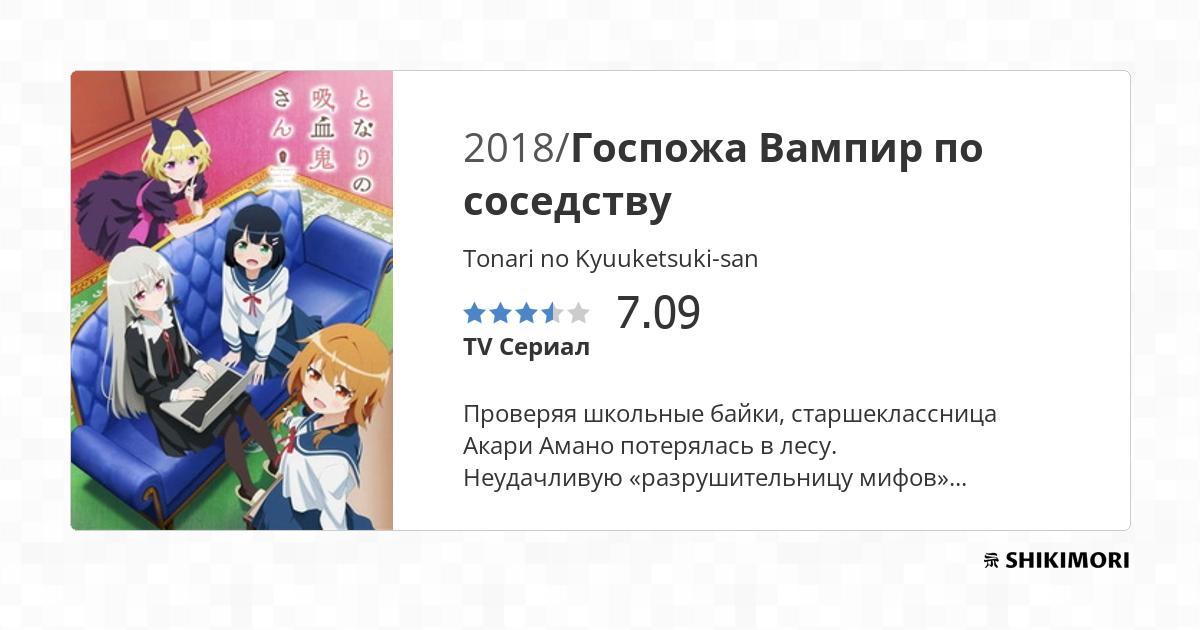 となりの
吸血鬼
さん
2018/Госпожа Вампир по
соседству
Tonari no Kyuuketsuki-san
7.09
TV Сериал
Проверяя школьные байки, старшеклассница
Акари Амано потерялась в лесу.
Неудачливую «разрушительницу мифов»...
SHIKIMORI